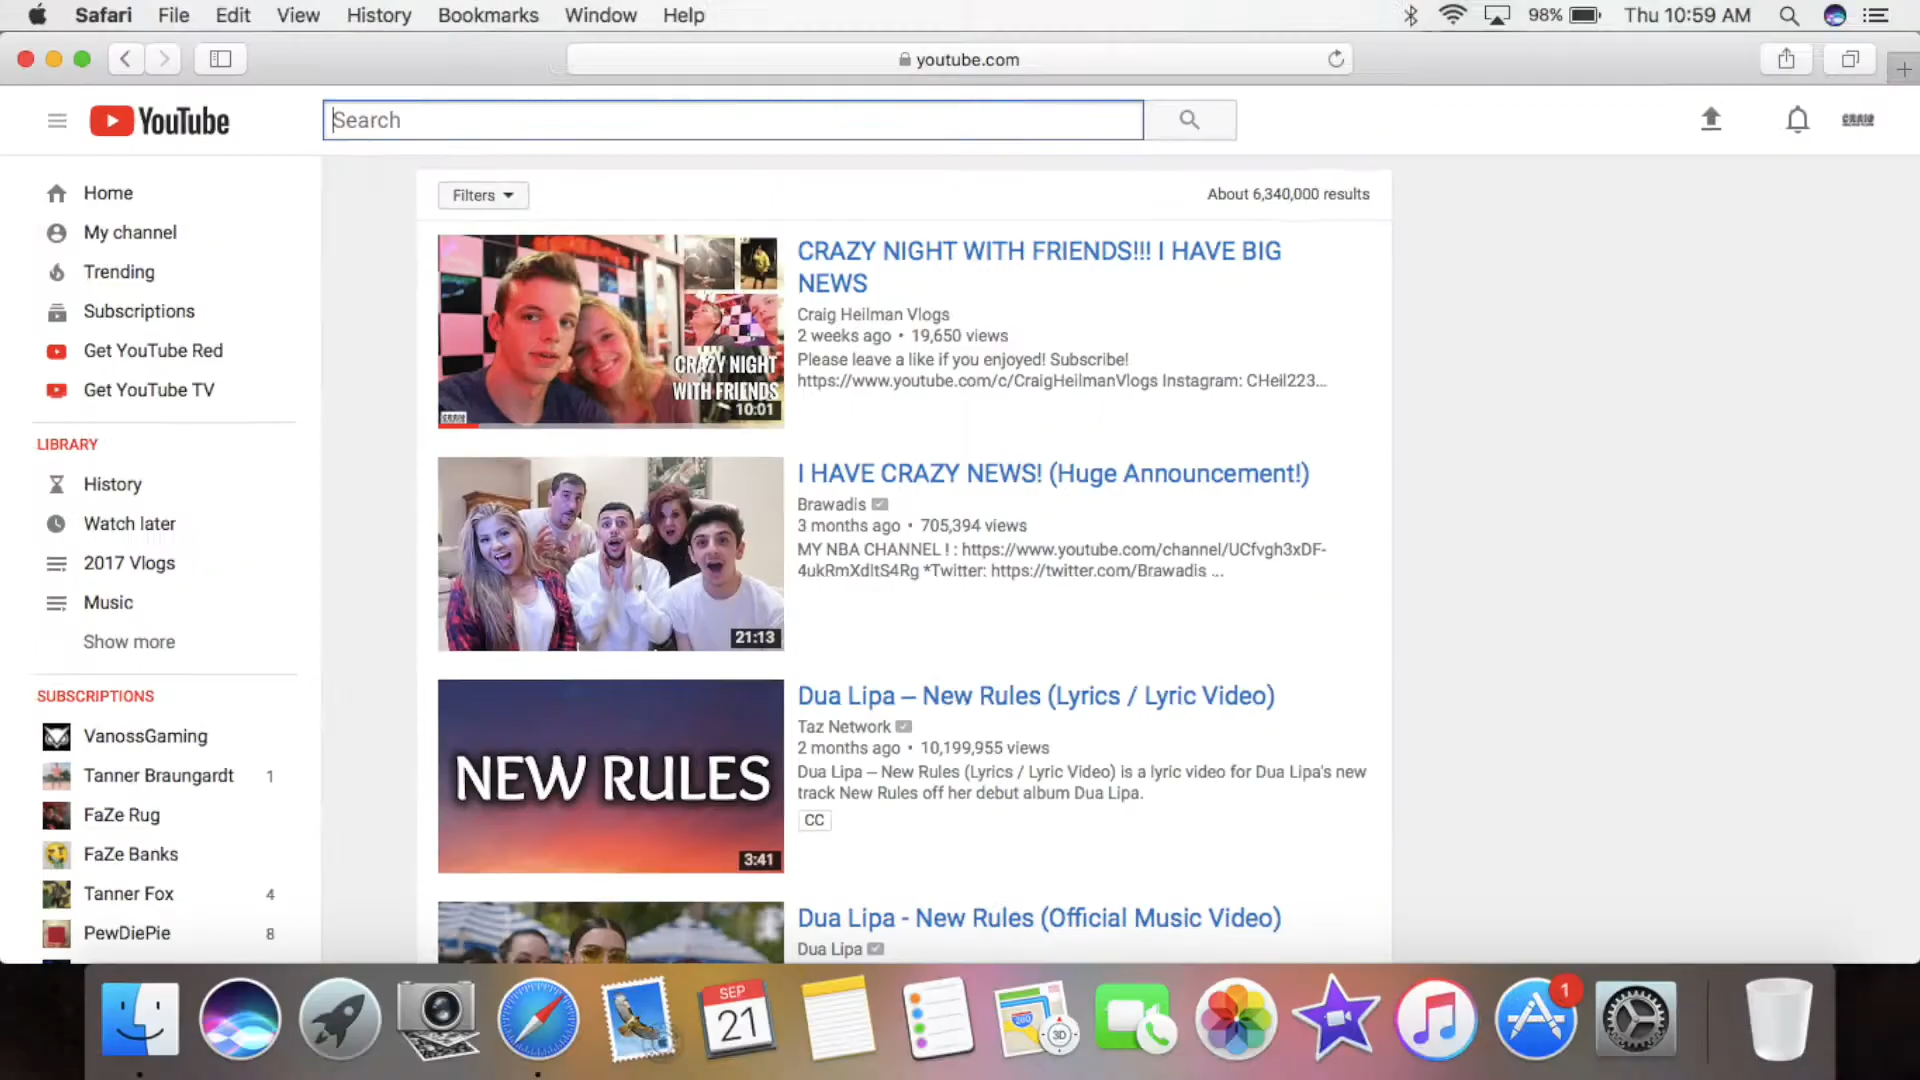 Safari File Edit View History Bookmarks Window Help 98% Thu 10:59 AM
youtube.com
YouTube Search CRAIG
Filters About 6,340,000 results
Home
My channel
Trending
Subscriptions
Get YouTube Red
Get YouTube TV
LIBRARY
History
Watch later
2017 Vlogs
Music
Show more
SUBSCRIPTIONS
VanossGaming
Tanner Braungardt 1
FaZe Rug
FaZe Banks
Tanner Fox 4
PewDiePie 8
CRAZY NIGHT
WITH FRIENDS
10:01
CRAIG
CRAZY NIGHT WITH FRIENDS!!! I HAVE BIG
NEWS
Craig Heilman Vlogs
2 weeks ago • 19,650 views
Please leave a like if you enjoyed! Subscribe!
https://www.youtube.com/c/CraigHeilmanVlogs Instagram: CHeil223...
21:13
I HAVE CRAZY NEWS! (Huge Announcement!)
Brawadis
3 months ago • 705,394 views
MY NBA CHANNEL ! : https://www.youtube.com/channel/UCfvgh3xDF-
4ukRmXdItS4Rg *Twitter: https://twitter.com/Brawadis ...
NEW RULES
3:41
Dua Lipa – New Rules (Lyrics / Lyric Video)
Taz Network
2 months ago • 10,199,955 views
Dua Lipa – New Rules (Lyrics / Lyric Video) is a lyric video for Dua Lipa's new
track New Rules off her debut album Dua Lipa.
CC
Dua Lipa - New Rules (Official Music Video)
Dua Lipa
SEP
21
280
3D
1